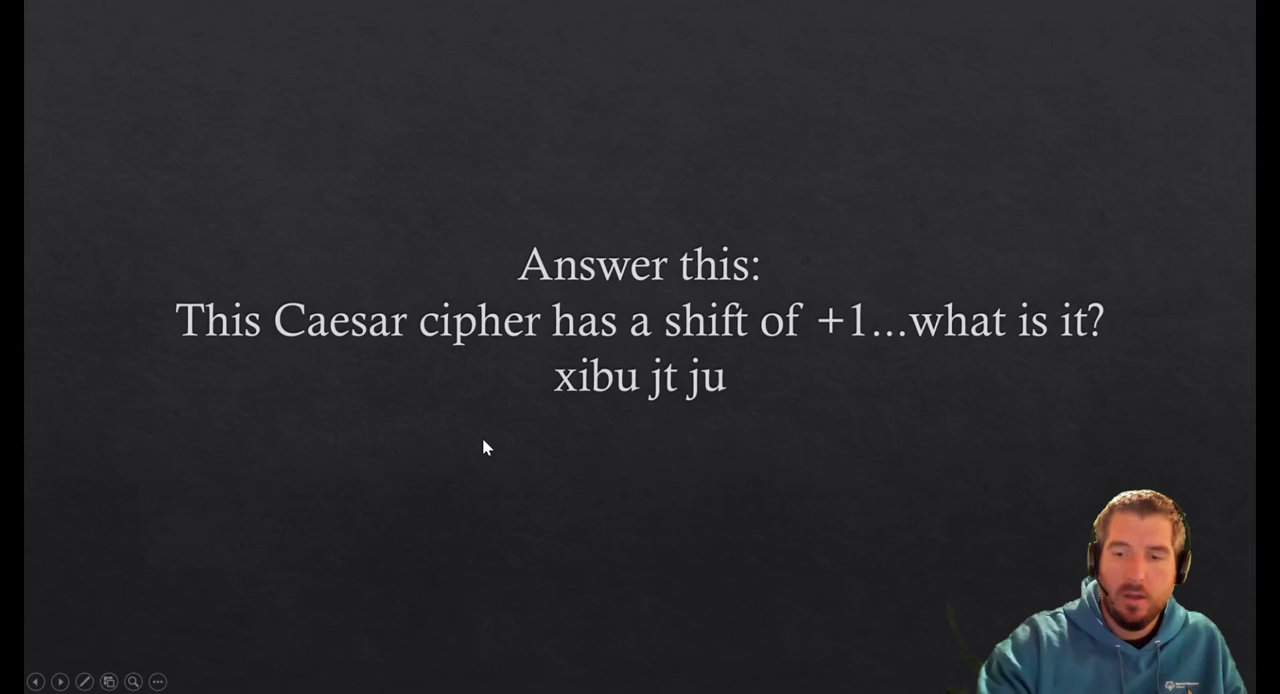 Answer this:
This Caesar cipher has a shift of +1...what is it?
xibu jt ju